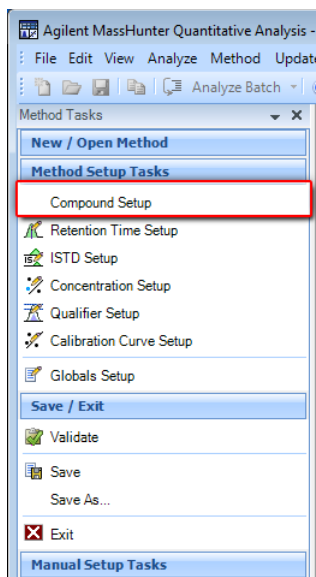 Agilent MassHunter Quantitative Analysis -
File Edit View Analyze Method Updat
Analyze Batch
Method Tasks
New / Open Method
Method Setup Tasks
Compound Setup
Retention Time Setup
ISTD Setup
Concentration Setup
Qualifier Setup
Calibration Curve Setup
Globals Setup
Save / Exit
Validate
Save
Save As...
Exit
Manual Setup Tasks